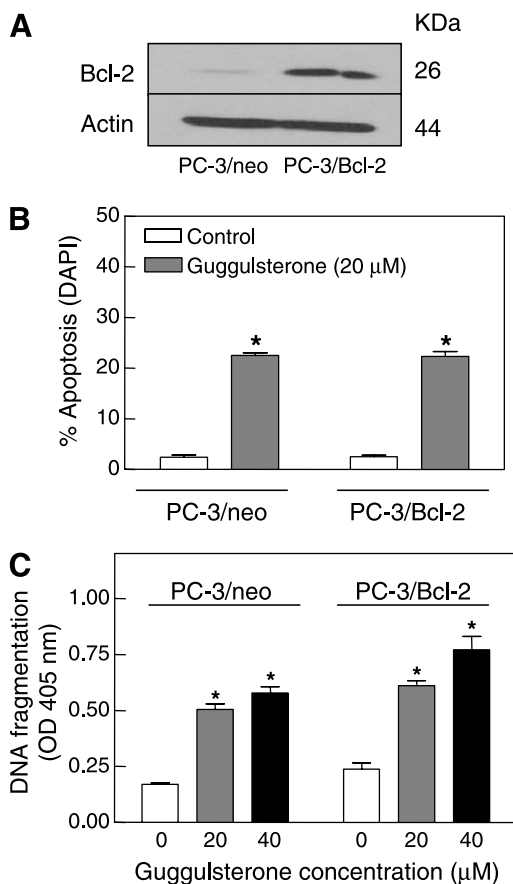 A
KDa
Bcl-2
26
Actin
44
PC-3/neo PC-3/Bcl-2
B
% Apoptosis (DAPI)
50
40
30
20
10
0
Control
Guggulsterone (20 μM)
*
*
PC-3/neo
PC-3/Bcl-2
C
DNA fragmentation
(OD 405 nm)
1.00
0.75
0.50
0.25
0.00
PC-3/neo
PC-3/Bcl-2
* * * *
0 20 40 0 20 40
Guggulsterone concentration (μM)